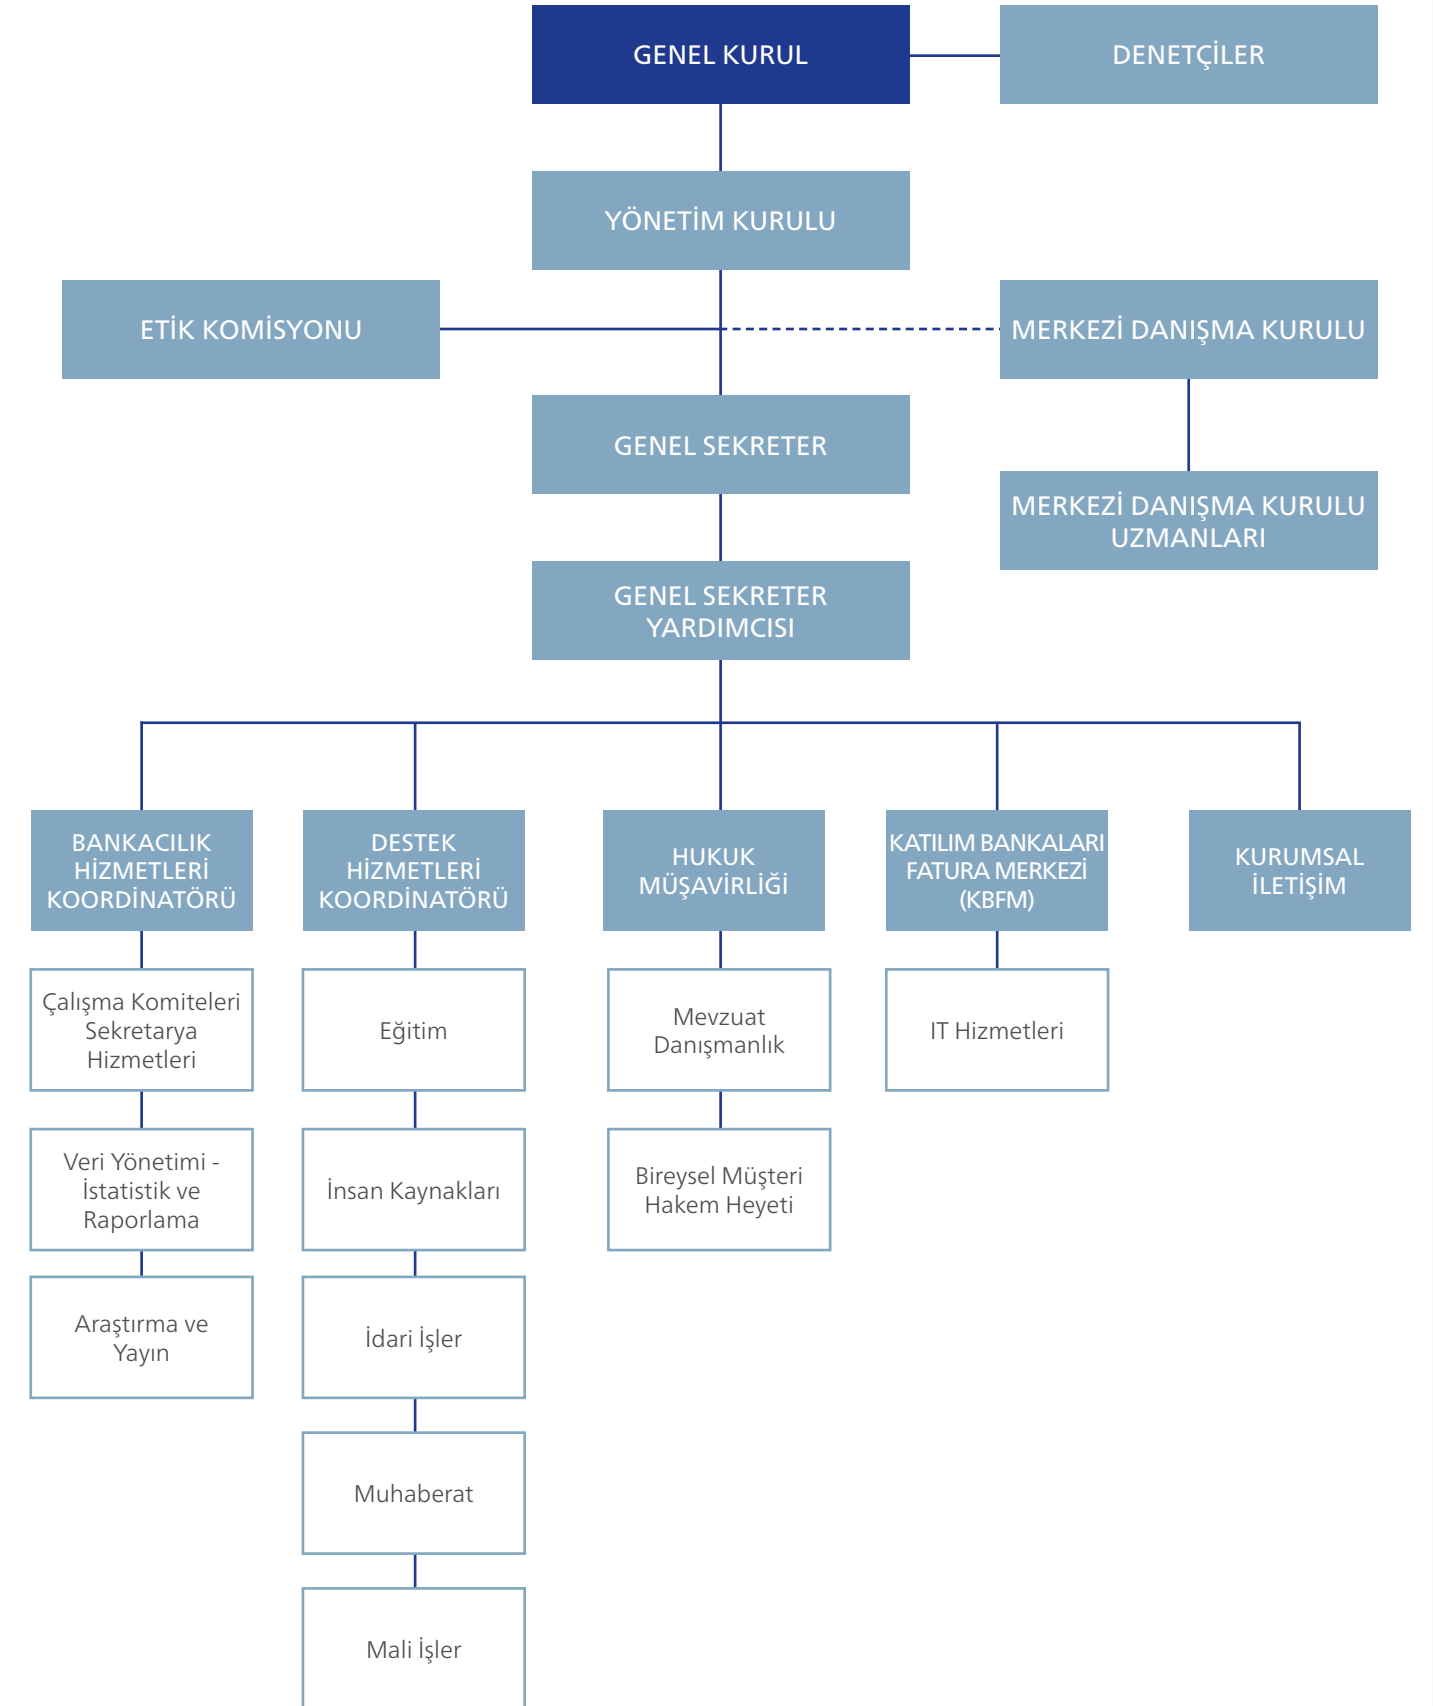 GENEL KURUL
DENETÇİLER
YÖNETİM KURULU
ETİK KOMİSYONU
MERKEZİ DANIŞMA KURULU
GENEL SEKRETER
MERKEZİ DANIŞMA KURULU
UZMANLARI
GENEL SEKRETER
YARDIMCISI
BANKACILIK
HİZMETLERİ
KOORDİNATÖRÜ
DESTEK
HİZMETLERİ
KOORDİNATÖRÜ
HUKUK
MÜŞAVİRLİĞİ
KATILIM BANKALARI
FATURA MERKEZİ
(KBFM)
KURUMSAL
İLETİŞİM
Çalışma Komiteleri
Sekretarya
Hizmetleri
Eğitim
Mevzuat
Danışmanlık
IT Hizmetleri
Veri Yönetimi -
İstatistik ve
Raporlama
İnsan Kaynakları
Bireysel Müşteri
Hakem Heyeti
Araştırma ve
Yayın
İdari İşler
Muhaberat
Mali İşler